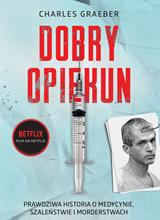 CHARLES GRAEBER
DOBRY
OPIEKUN
NETFLIX
FILM NA NETFLIX
PRAWDZIWA HISTORIA O MEDYCYNIE,
SZALEŃSTWIE I MORDERSTWACH